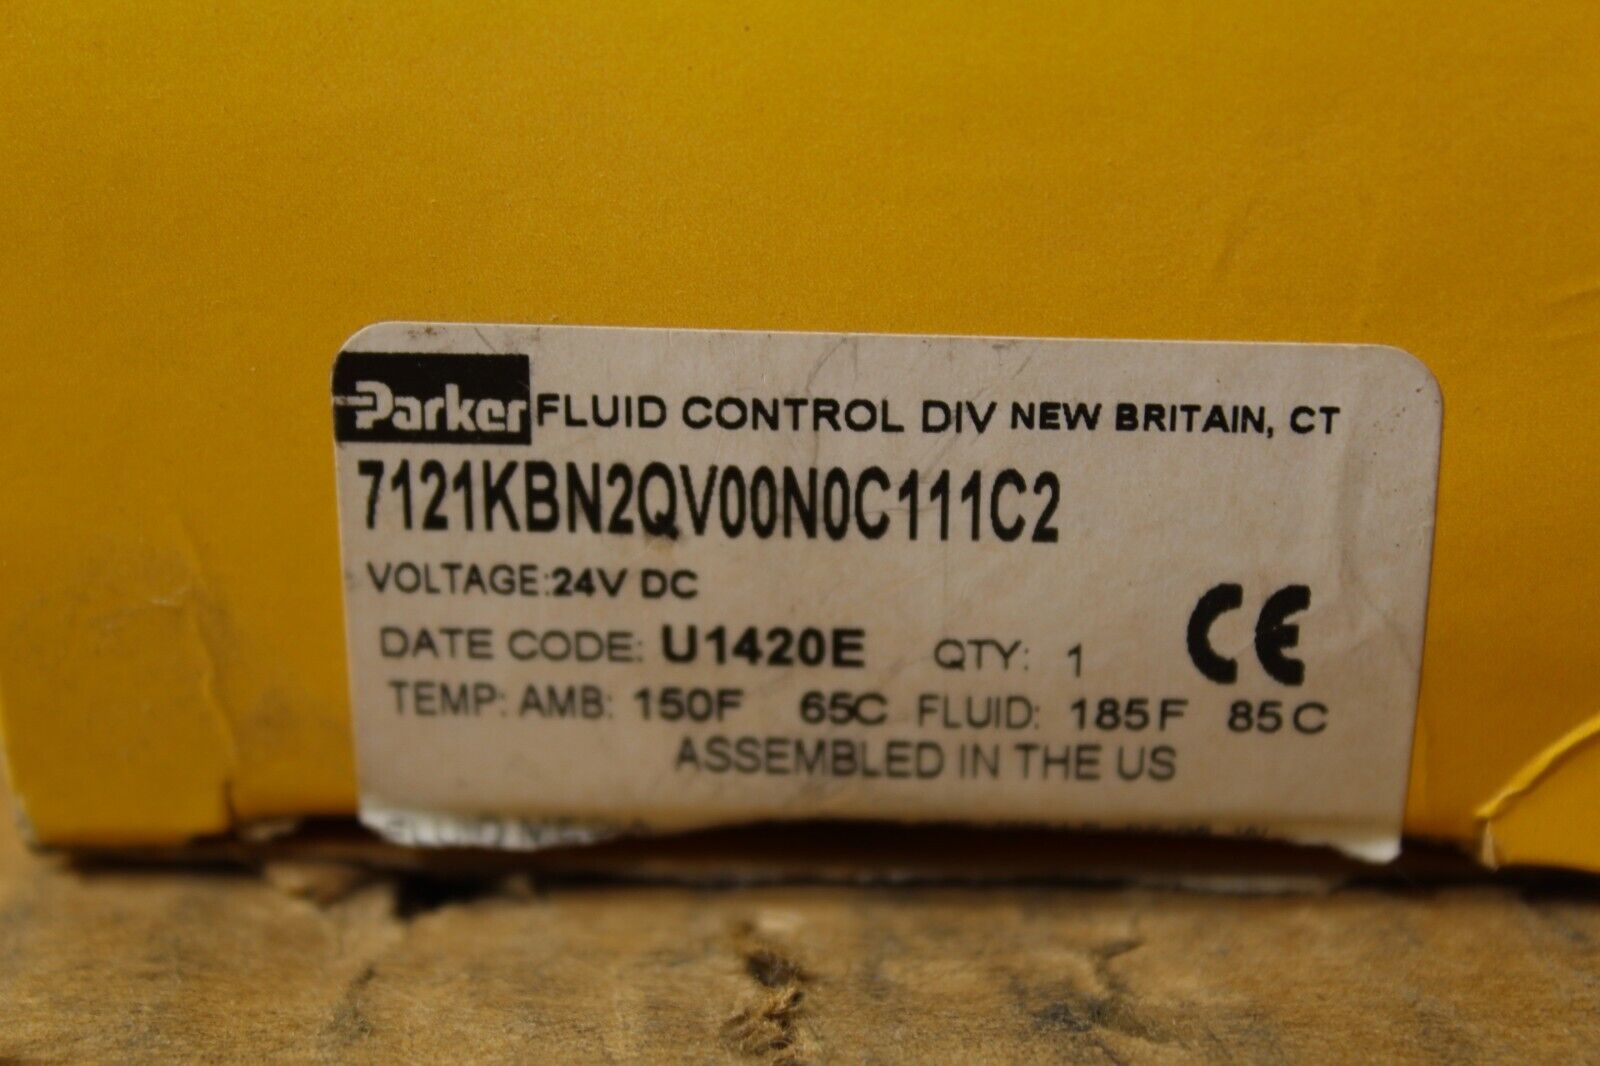 Parker FLUID CONTROL DIV NEW BRITAIN, CT
7121KBN2QV00N0C111C2
VOLTAGE:24V DC
DATE CODE: U1420E QTY: 1 CE
TEMP: AMB: 150F 65C FLUID: 185F 85C
ASSEMBLED IN THE US